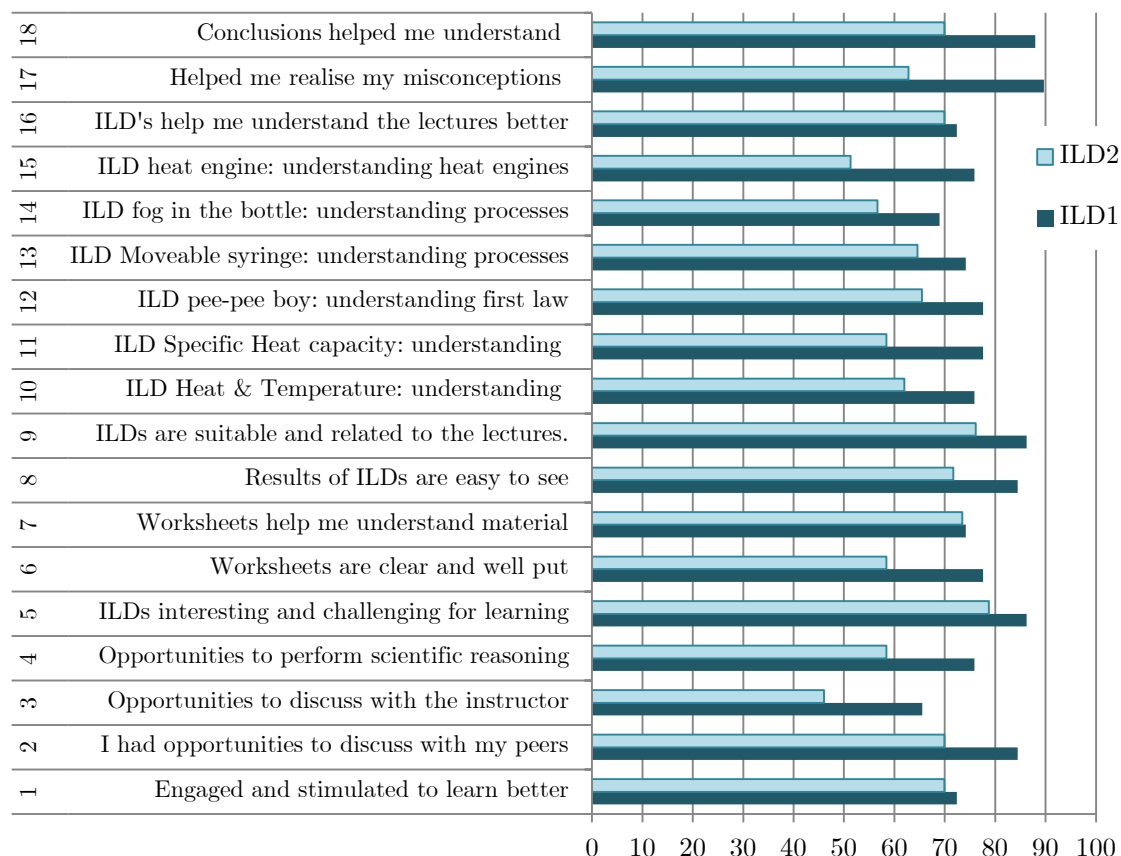 18 Conclusions helped me understand
17 Helped me realise my misconceptions
16 ILD's help me understand the lectures better
15 ILD heat engine: understanding heat engines
14 ILD fog in the bottle: understanding processes
13 ILD Moveable syringe: understanding processes
12 ILD pee-pee boy: understanding first law
11 ILD Specific Heat capacity: understanding
10 ILD Heat & Temperature: understanding
9 ILDs are suitable and related to the lectures.
8 Results of ILDs are easy to see
7 Worksheets help me understand material
6 Worksheets are clear and well put
5 ILDs interesting and challenging for learning
4 Opportunities to perform scientific reasoning
3 Opportunities to discuss with the instructor
2 I had opportunities to discuss with my peers
1 Engaged and stimulated to learn better
0 10 20 30 40 50 60 70 80 90 100
ILD2
ILD1